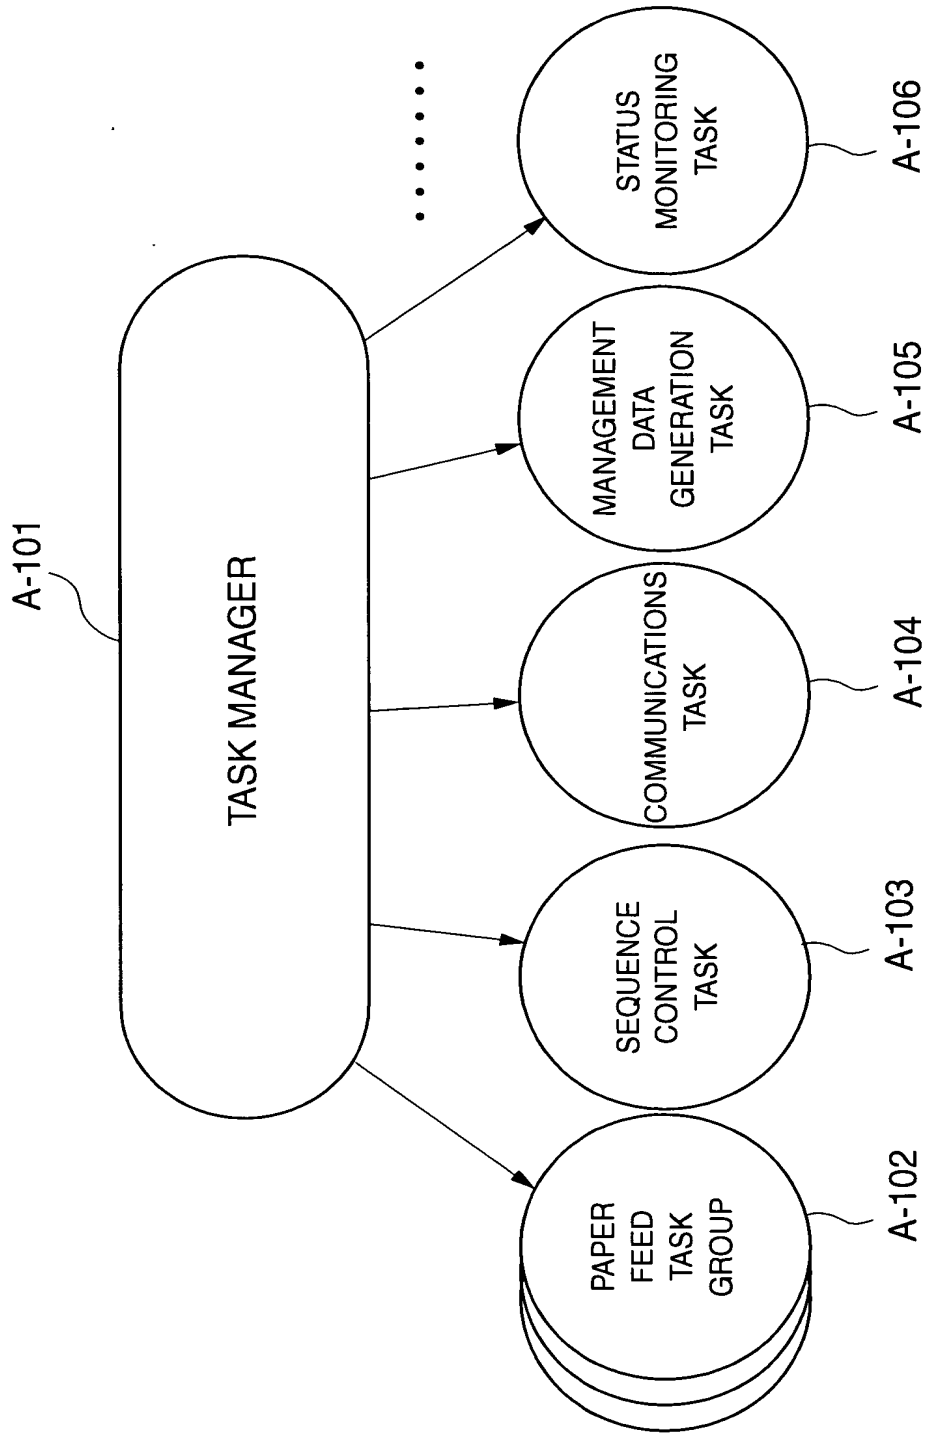 A-101
TASK MANAGER
PAPER
FEED
TASK
GROUP
SEQUENCE
CONTROL
TASK
COMMUNICATIONS
TASK
MANAGEMENT
DATA
GENERATION
TASK
STATUS
MONITORING
TASK
A-102
A-103
A-104
A-105
A-106